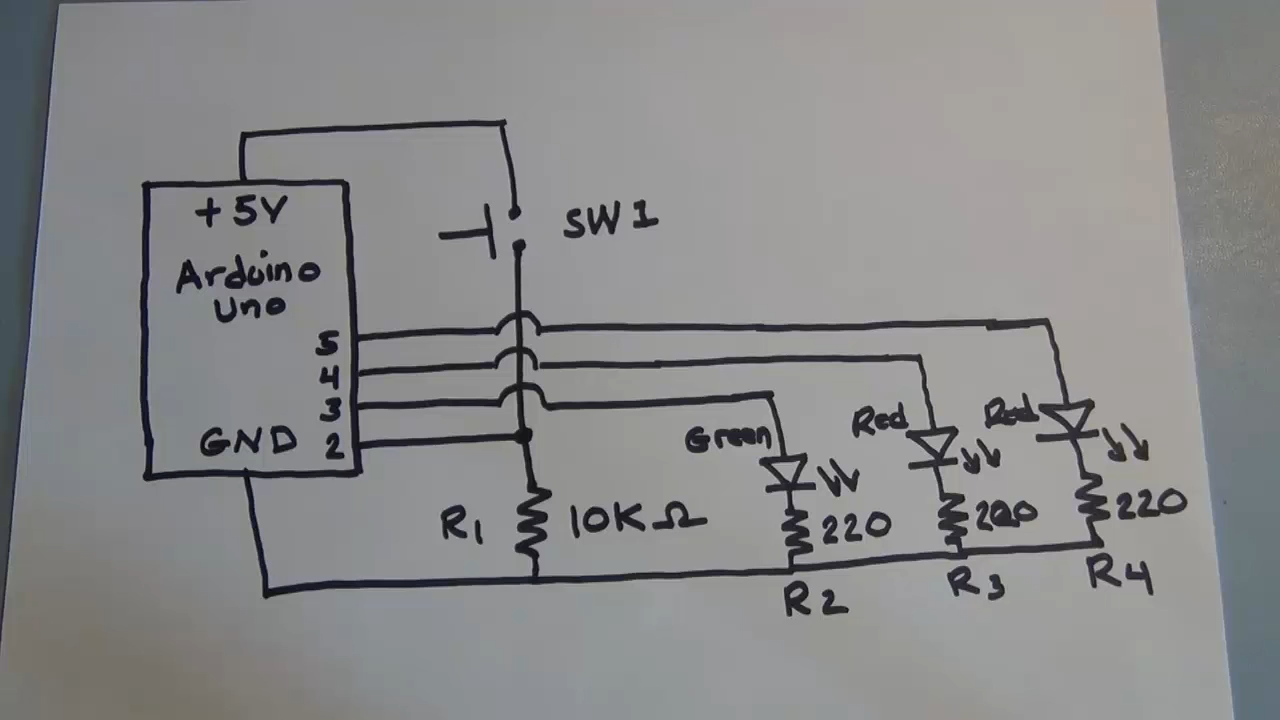 +5V
SW1
Arduino
Uno
5
4
3
GND 2
Green
Red
Red
R1
10K Ω
220
220
220
R2
R3
R4